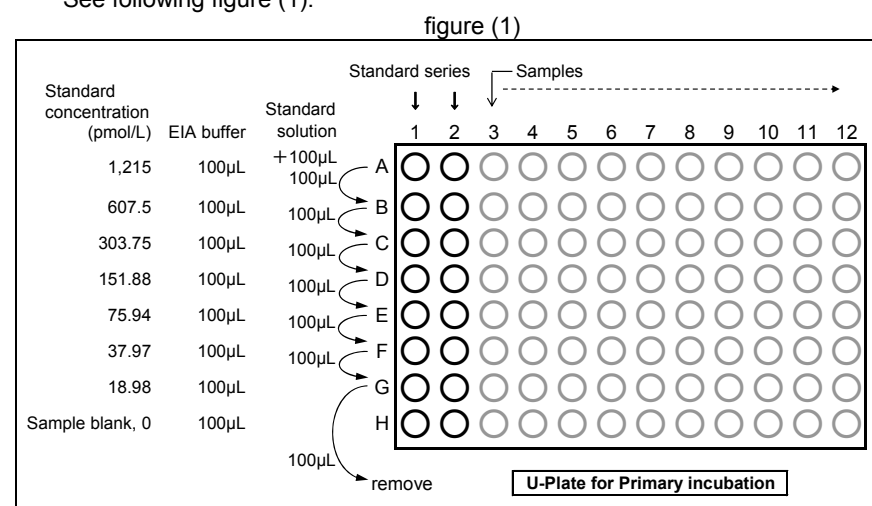 See following figure (1).
figure (1)
Standard series
Samples
Standard
concentration
(pmol/L)
EIA buffer
Standard
solution
1 2 3 4 5 6 7 8 9 10 11 12
1,215 100μL +100μL
100μL
A
607.5 100μL 100μL B
303.75 100μL 100μL C
151.88 100μL 100μL D
75.94 100μL 100μL E
37.97 100μL 100μL F
18.98 100μL G
Sample blank, 0 100μL H
100μL
remove
U-Plate for Primary incubation